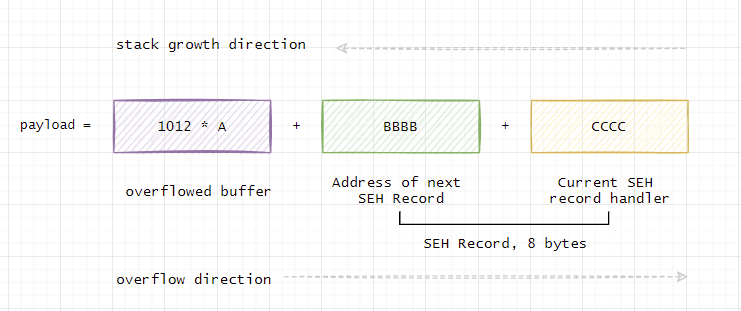 stack growth direction
payload =
1012 * A
+
BBBB
+
CCCC
overflowed buffer
Address of next
SEH Record
Current SEH
record handler
SEH Record, 8 bytes
overflow direction